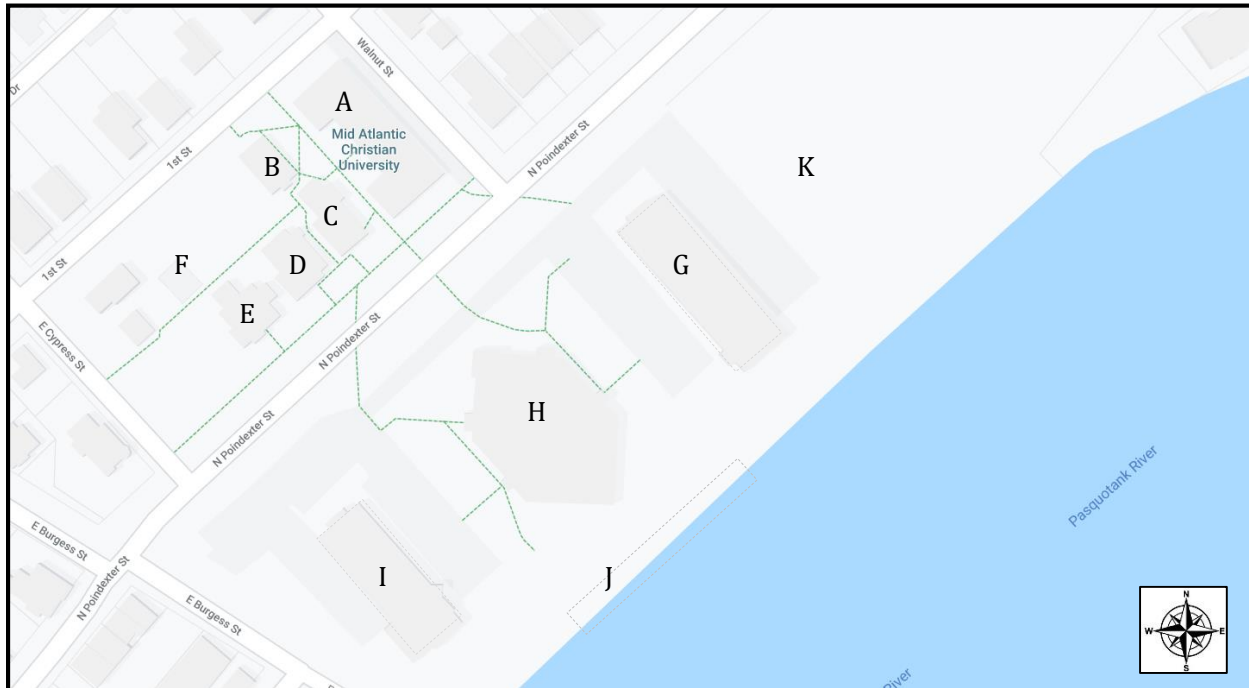 Walnut St
A
Mid Atlantic
Christian
University
Dr
1st St
N Poindexter St
B
K
C
F
D
G
1st St
E
N Poindexter St
E Cypress St
H
N Poindexter St
Pasquotank River
E Burgess St
I
J
N Poindexter St
E Burgess St
N
W
E
S
River